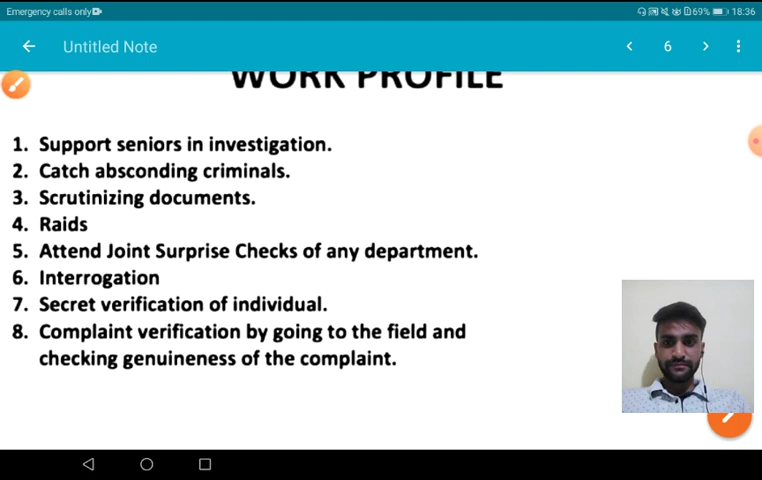 Emergency calls only
69% 18:36
Untitled Note
6
WORK PROFILE
1. Support seniors in investigation.
2. Catch absconding criminals.
3. Scrutinizing documents.
4. Raids
5. Attend Joint Surprise Checks of any department.
6. Interrogation
7. Secret verification of individual.
8. Complaint verification by going to the field and
checking genuineness of the complaint.